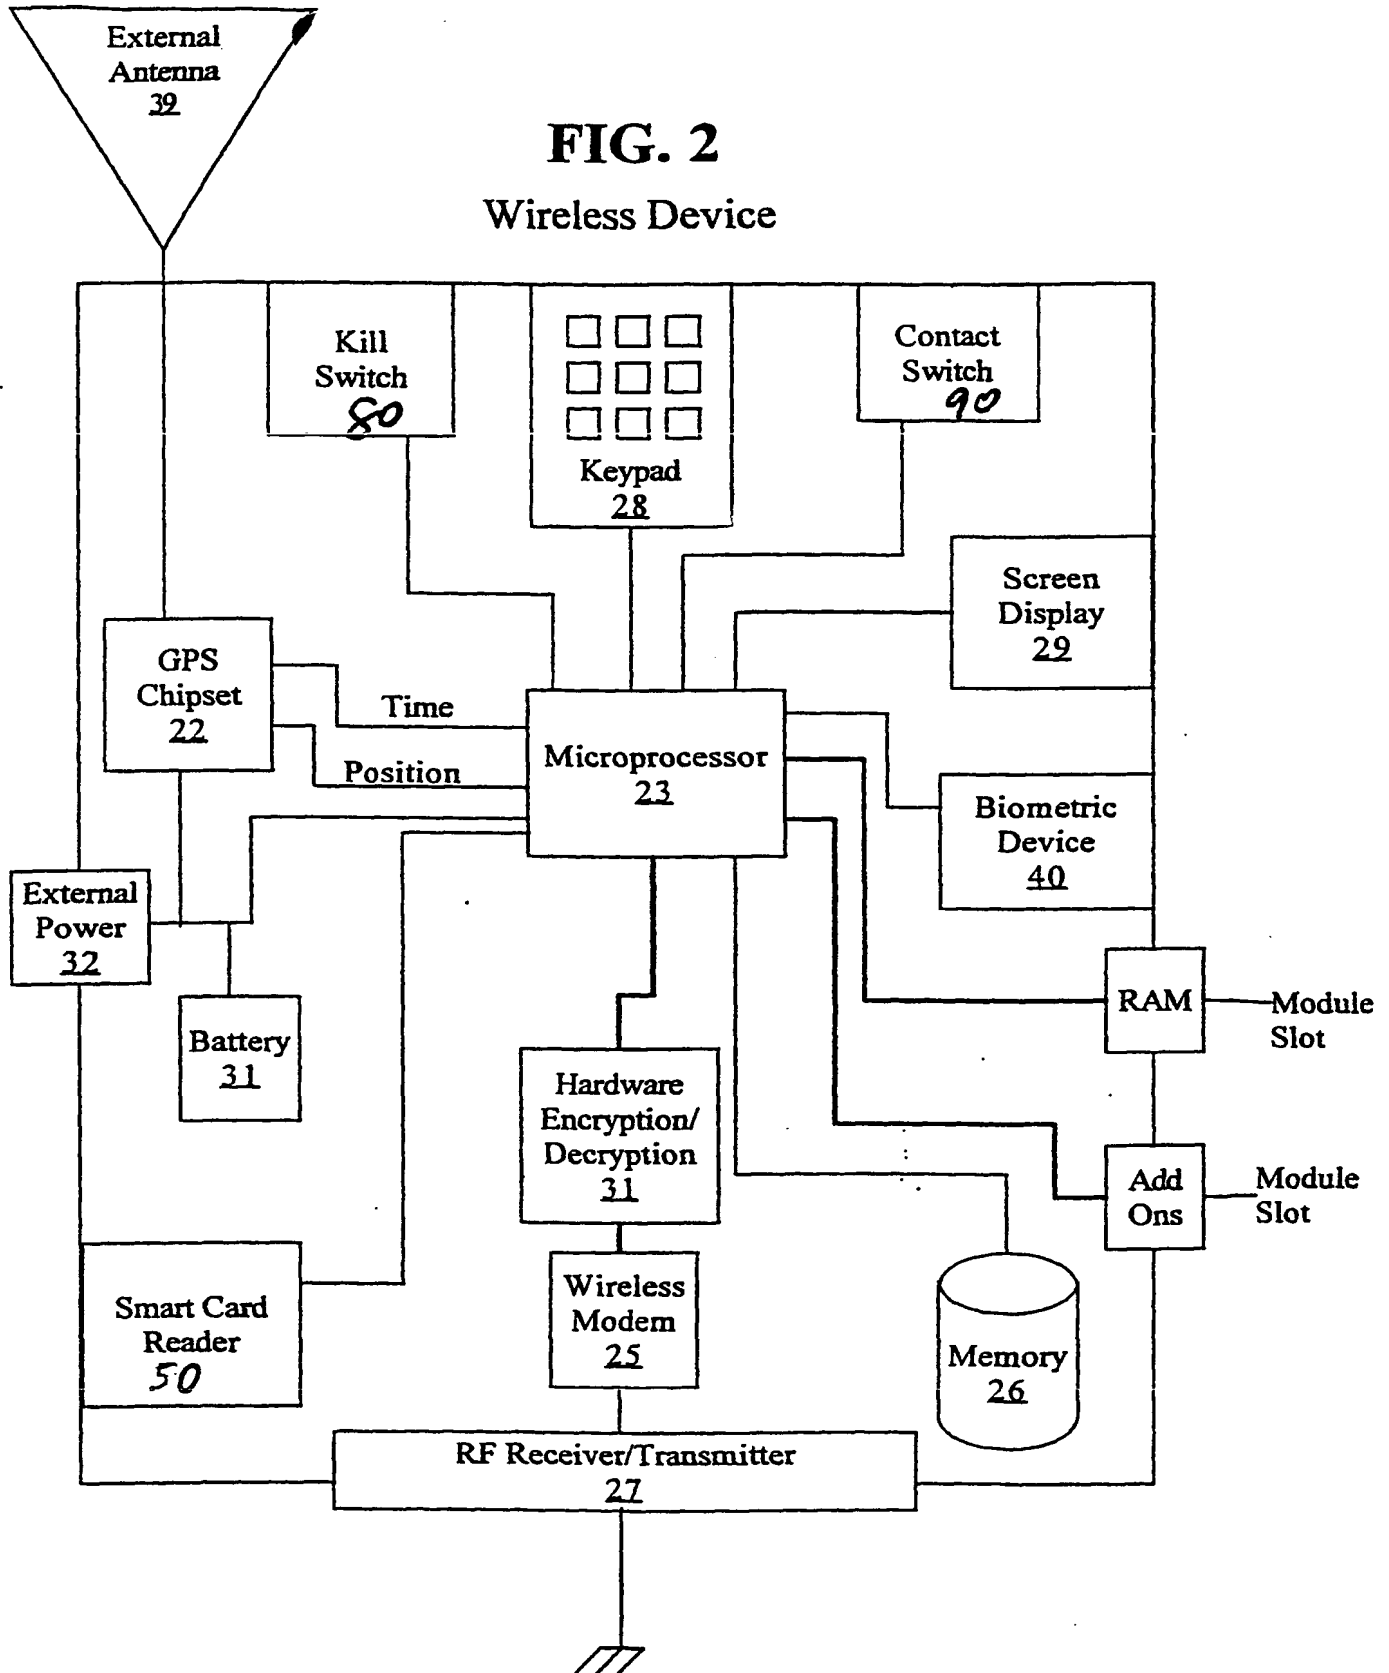 External
Antenna
39
FIG. 2
Wireless Device
Kill
Switch
80
Keypad
28
Contact
Switch
90
Screen
Display
29
GPS
Chipset
22
Time
Position
Microprocessor
23
Biometric
Device
40
External
Power
32
Battery
31
RAM
Module
Slot
Hardware
Encryption/
Decryption
31
Add
Ons
Module
Slot
Smart Card
Reader
50
Wireless
Modem
25
Memory
26
RF Receiver/Transmitter
27